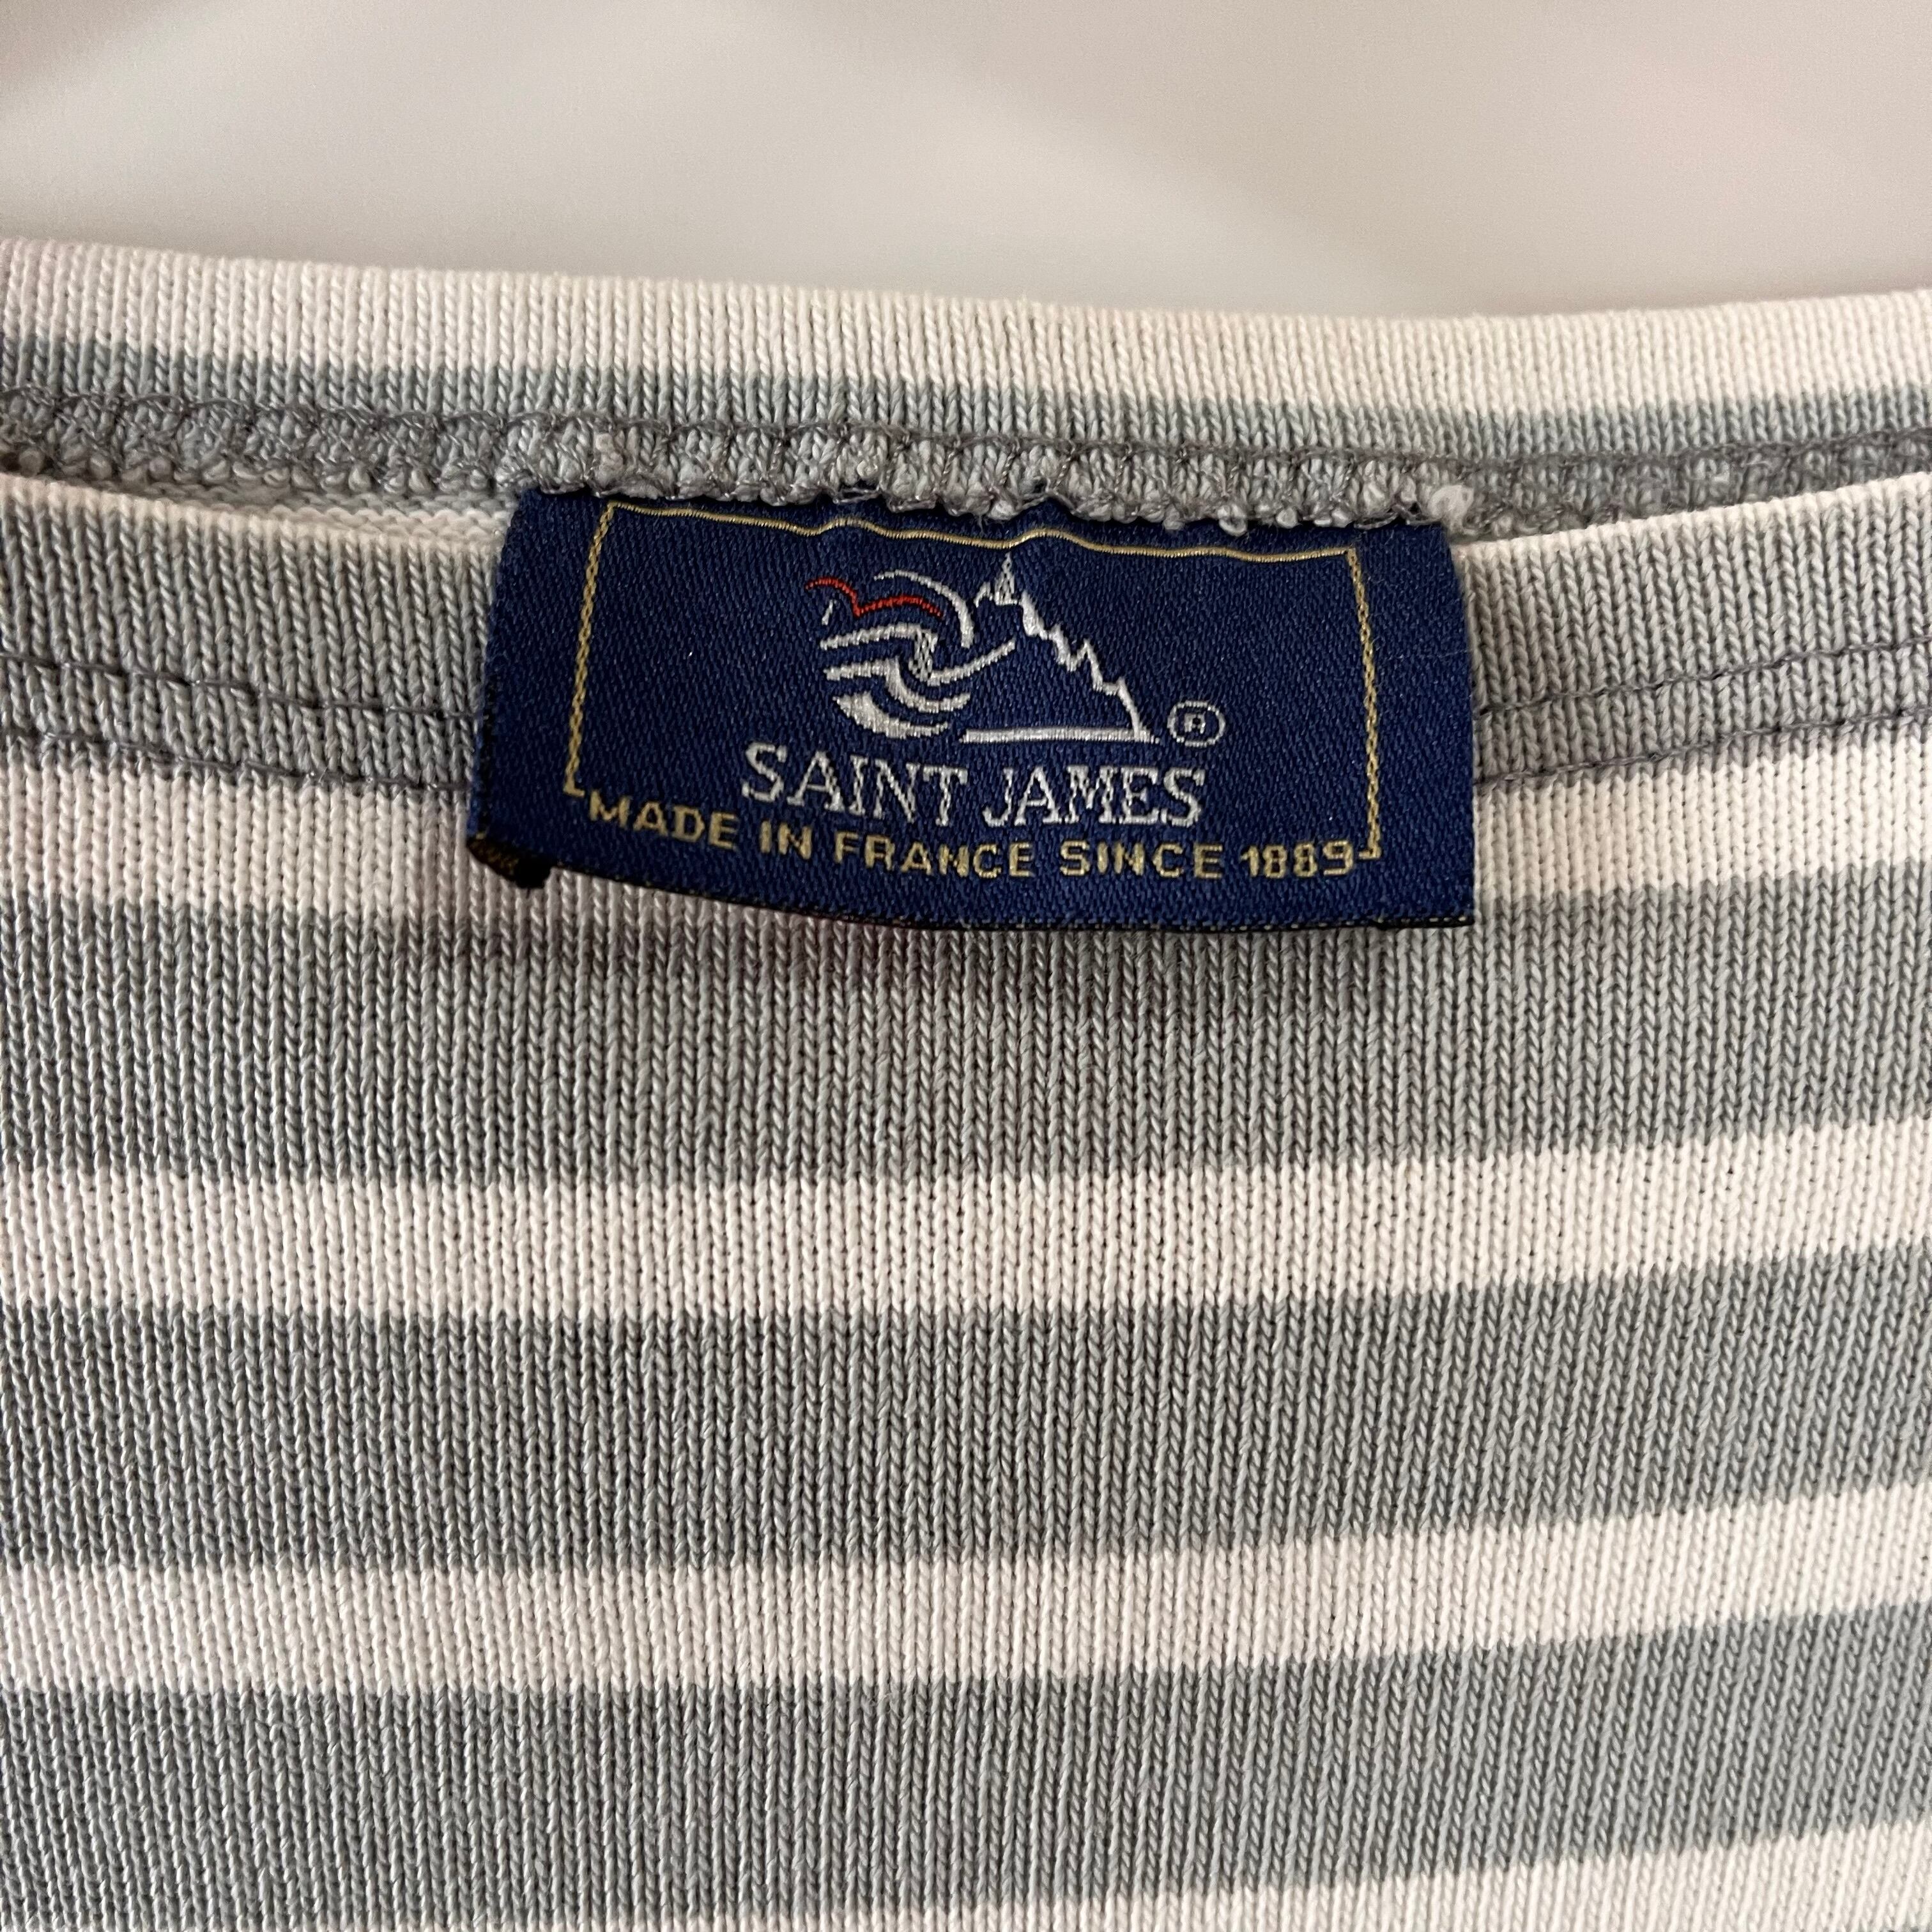 ®
SAINT JAMES
MADE IN FRANCE SINCE 1889